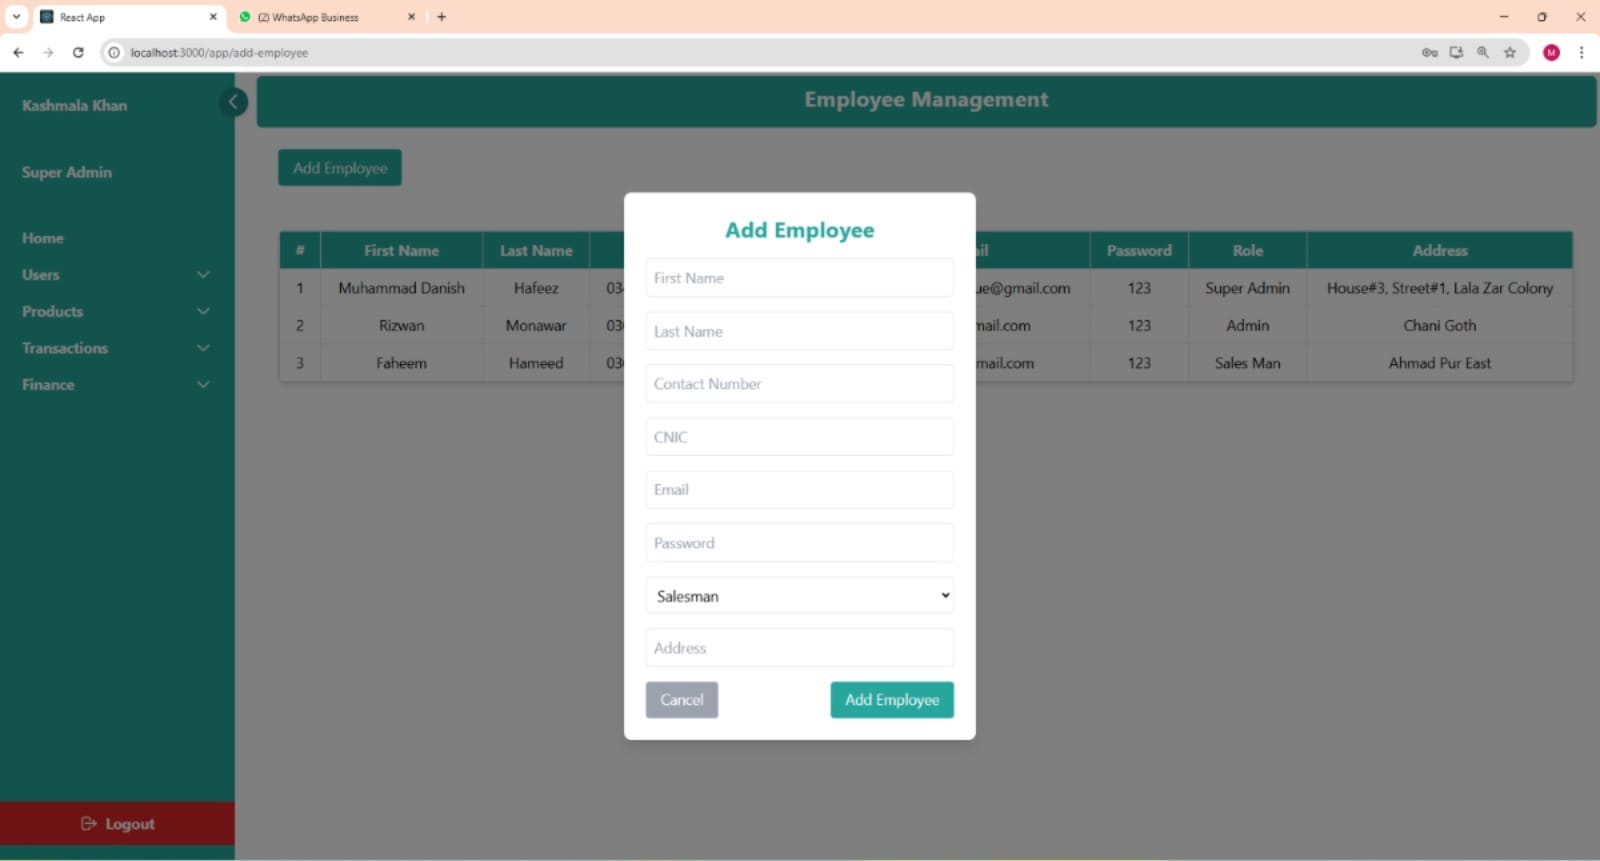 React App
(2) WhatsApp Business
localhost:3000/app/add-employee
M
Kashmala Khan
Super Admin
Home
Users
Products
Transactions
Finance
Logout
Employee Management
Add Employee
# First Name Last Name il Password Role Address
1 Muhammad Danish Hafeez 03 ue@gmail.com 123 Super Admin House#3, Street#1, Lala Zar Colony
2 Rizwan Monawar 03 mail.com 123 Admin Chani Goth
3 Faheem Hameed 03 mail.com 123 Sales Man Ahmad Pur East
Add Employee
First Name
Last Name
Contact Number
CNIC
Email
Password
Salesman
Address
Cancel Add Employee